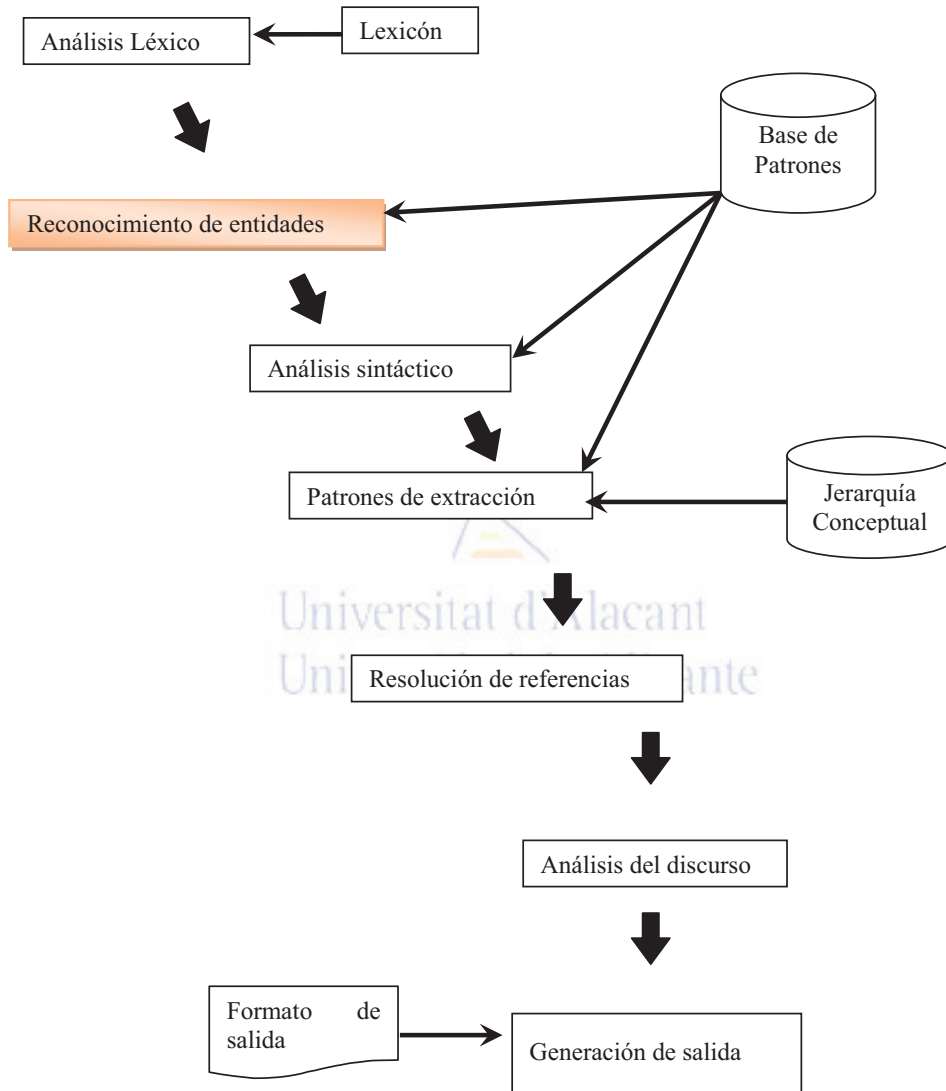 Análisis Léxico
Lexicón
Base de
Patrones
Reconocimiento de entidades
Análisis sintáctico
Patrones de extracción
Jerarquía
Conceptual
Universitat d'Alacant
Resolución de referencias
Análisis del discurso
Formato de
salida
Generación de salida